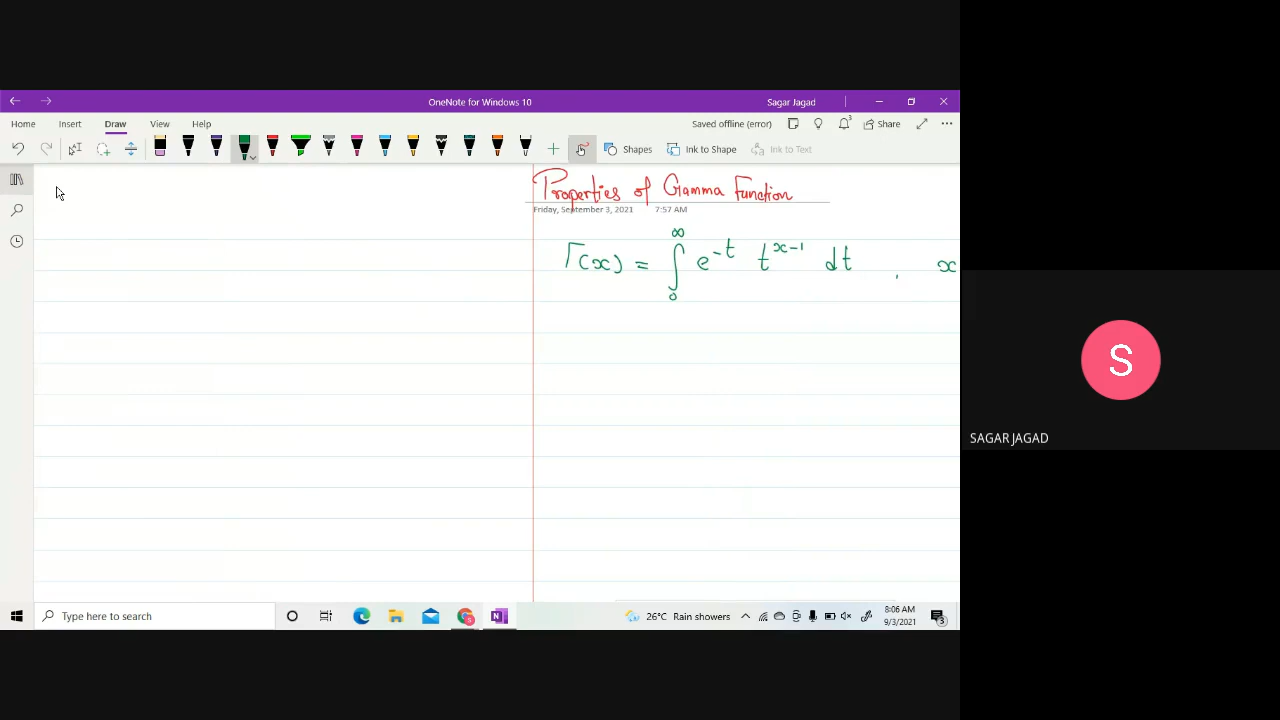 OneNote for Windows 10
Sagar Jagad
Home Insert Draw View Help
Saved offline (error)
3
Share
Shapes
Ink to Shape
Ink to Text
Properties of Gamma Function
Friday, September 3, 2021 7:57 AM
Γ(x) = ∫₀^∞ e^{-t} t^{x-1} dt , x
S
SAGAR JAGAD
Type here to search
26°C Rain showers
8:06 AM
9/3/2021
3